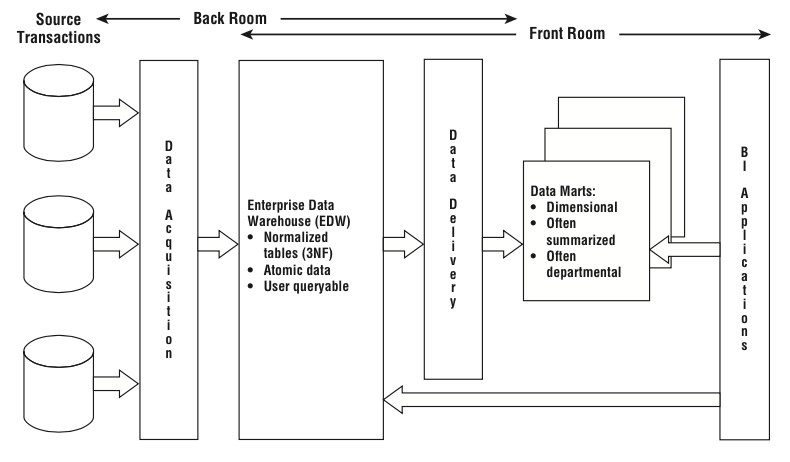 Source
Transactions
Back Room
Front Room
Data Acquisition
Enterprise Data
Warehouse (EDW)
• Normalized
tables (3NF)
• Atomic data
• User queryable
Data Delivery
Data Marts:
• Dimensional
• Often
summarized
• Often
departmental
BI Applications